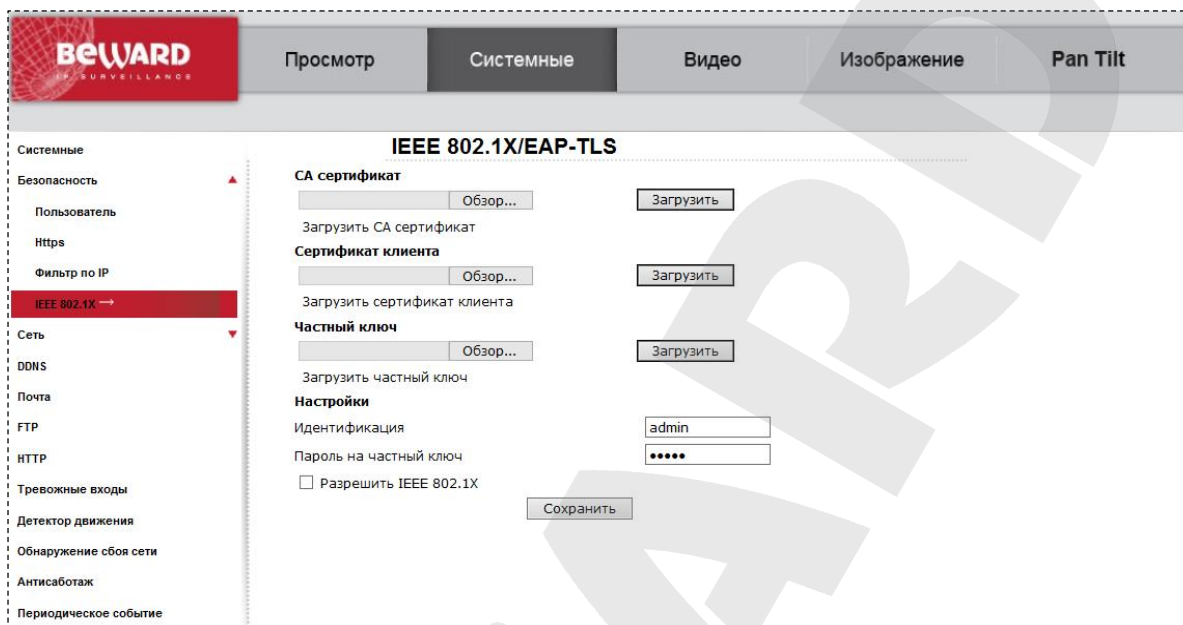 BEWARD
IP SURVEILLANCE
Просмотр
Системные
Видео
Изображение
Pan Tilt
Системные
Безопасность
Пользователь
Https
Фильтр по IP
IEEE 802.1X →
Сеть
DDNS
Почта
FTP
HTTP
Тревожные входы
Детектор движения
Обнаружение сбоя сети
Антисаботаж
Периодическое событие
IEEE 802.1X/EAP-TLS
CA сертификат
Обзор... Загрузить
Загрузить CA сертификат
Сертификат клиента
Обзор... Загрузить
Загрузить сертификат клиента
Частный ключ
Обзор... Загрузить
Загрузить частный ключ
Настройки
Идентификация admin
Пароль на частный ключ •••••
Разрешить IEEE 802.1X
Сохранить